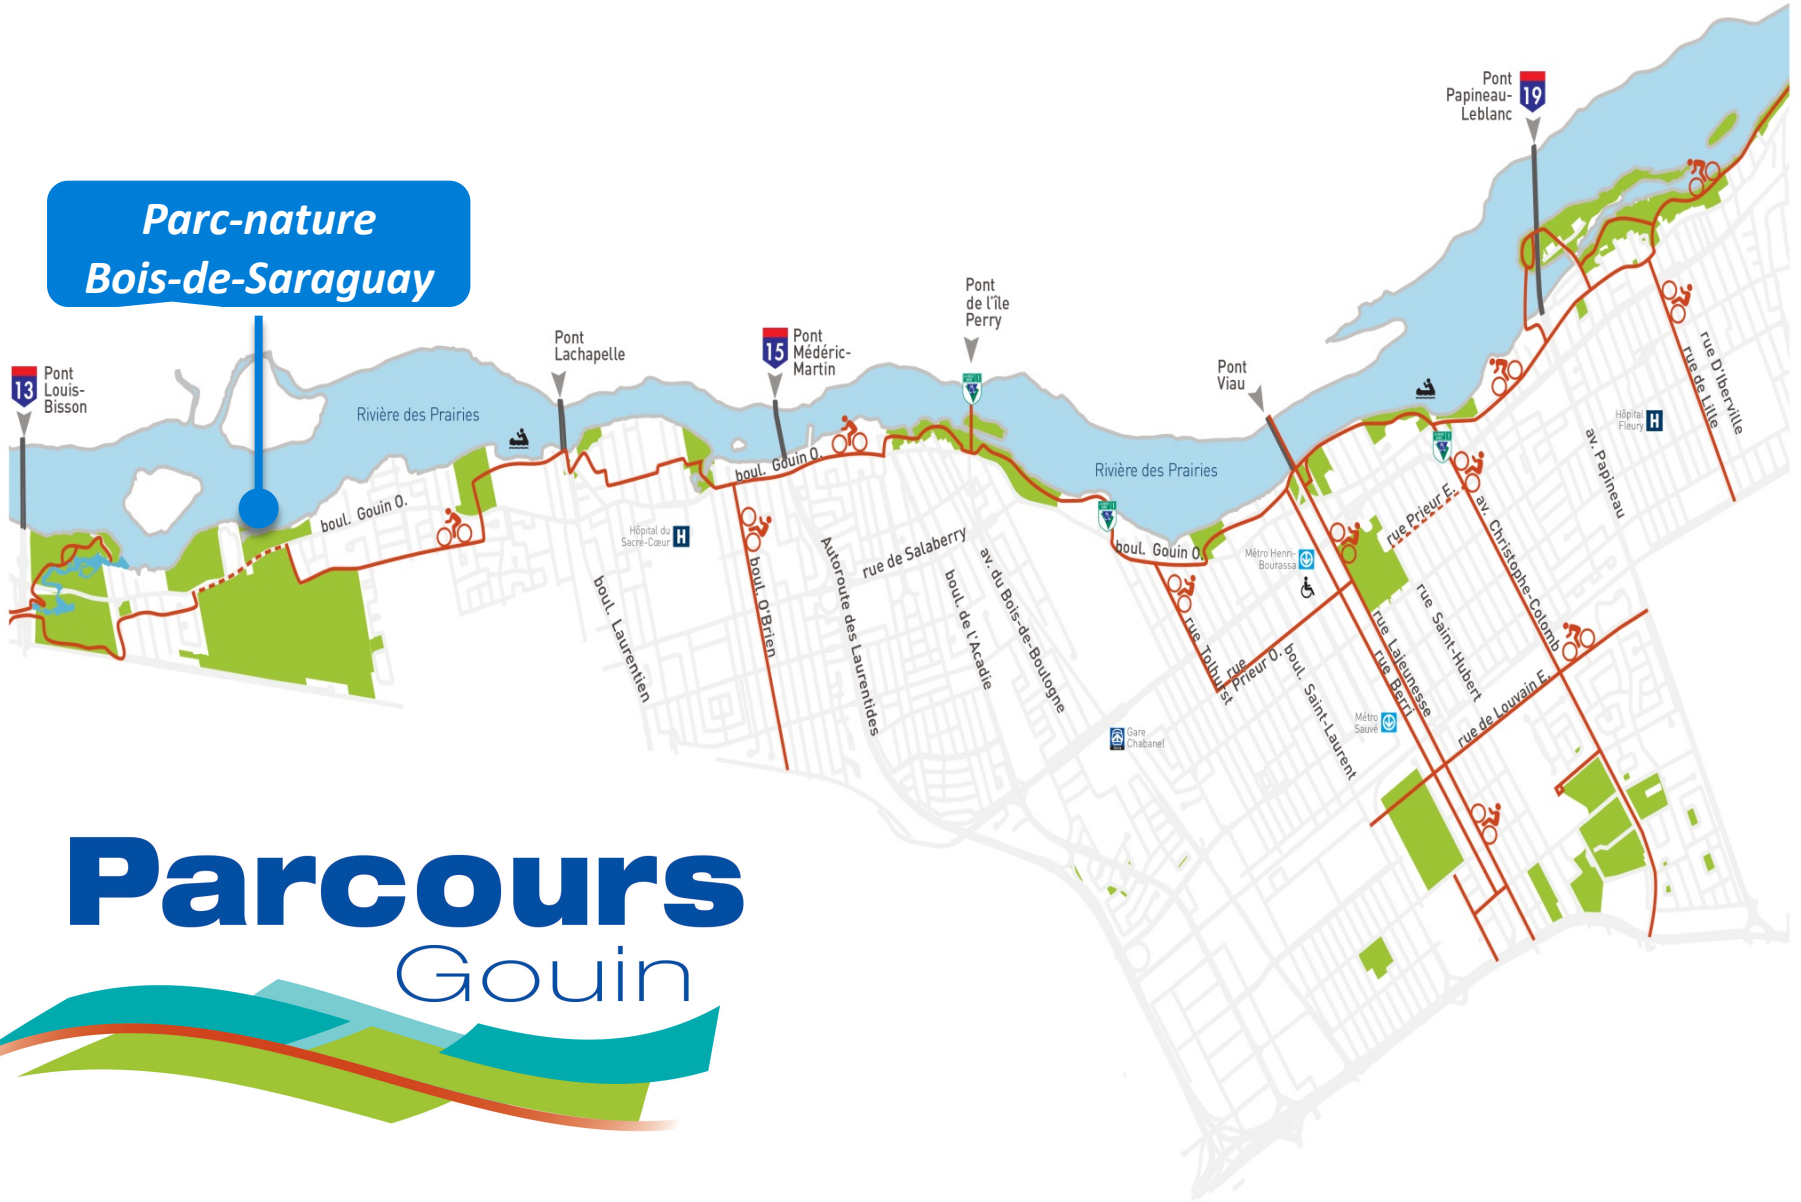 Parc-nature
Bois-de-Saraguay
13
Pont
Louis-
Bisson
Pont
Lachapelle
15
Pont
Médéric-
Martin
Pont
de l'île
Perry
Pont
Viau
Pont
Papineau-
Leblanc
19
Rivière des Prairies
Rivière des Prairies
boul. Gouin O.
boul. Gouin O.
boul. Gouin O.
Hôpital du
Sacré-Cœur
H
Hôpital
Fleury
H
boul. Laurentien
boul. O'Brien
Autoroute des Laurentides
rue de Salaberry
boul. de l'Acadie
av. du Bois-de-Boulogne
Gare
Chabanel
rue Tolhurst
rue
Prieur O.
boul. Saint-Laurent
Métro Henri-
Bourassa
Métro
Sauvé
rue Lajeunesse
rue Berri
rue Saint-Hubert
rue Prieur E.
av. Christophe-Colomb
rue de Louvain E.
av. Papineau
rue de Lille
rue D'Iberville
Parcours
Gouin